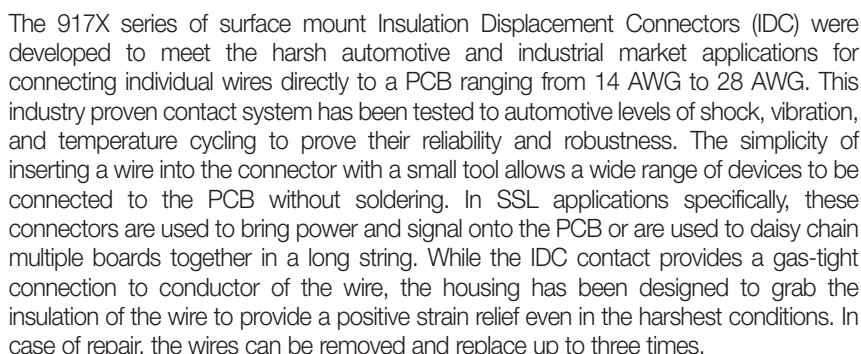 The 917X series of surface mount Insulation Displacement Connectors (IDC) were
developed to meet the harsh automotive and industrial market applications for
connecting individual wires directly to a PCB ranging from 14 AWG to 28 AWG. This
industry proven contact system has been tested to automotive levels of shock, vibration,
and temperature cycling to prove their reliability and robustness. The simplicity of
inserting a wire into the connector with a small tool allows a wide range of devices to be
connected to the PCB without soldering. In SSL applications specifically, these
connectors are used to bring power and signal onto the PCB or are used to daisy chain
multiple boards together in a long string. While the IDC contact provides a gas-tight
connection to conductor of the wire, the housing has been designed to grab the
insulation of the wire to provide a positive strain relief even in the harshest conditions. In
case of repair, the wires can be removed and replace up to three times.